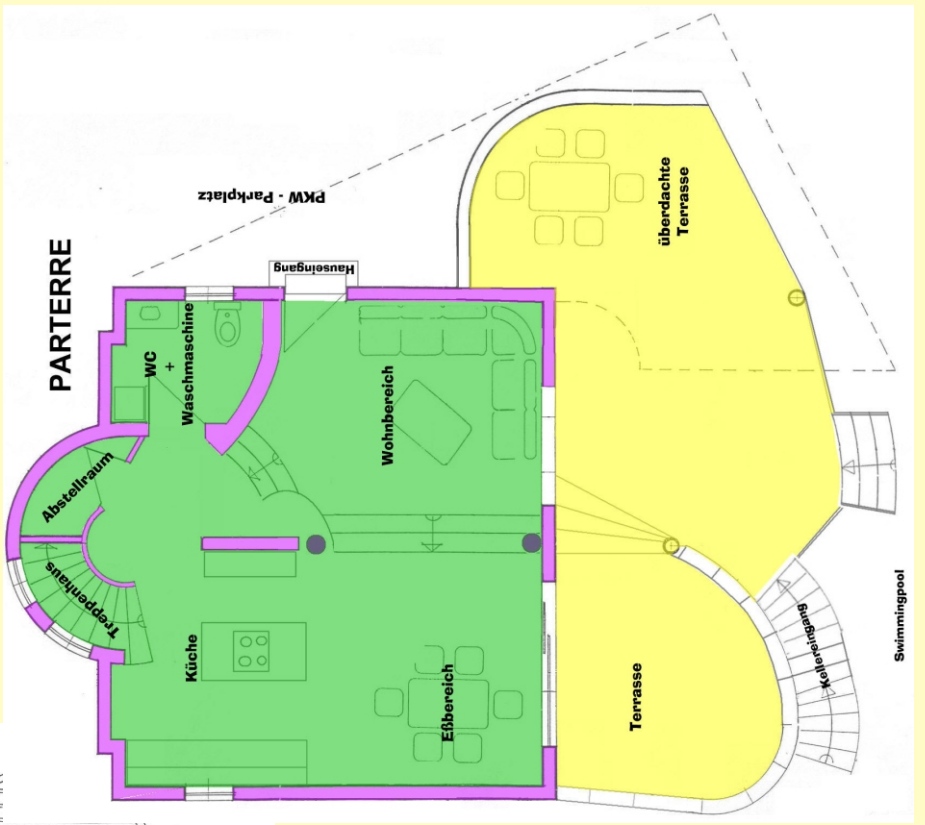 PARTERRE
PKW - Parkplatz
Hauseingang
überdachte
Terrasse
WC
+
Waschmaschine
Wohnbereich
Abstellraum
Treppenhaus
Küche
Eßbereich
Terrasse
Kellereingang
Swimmingpool